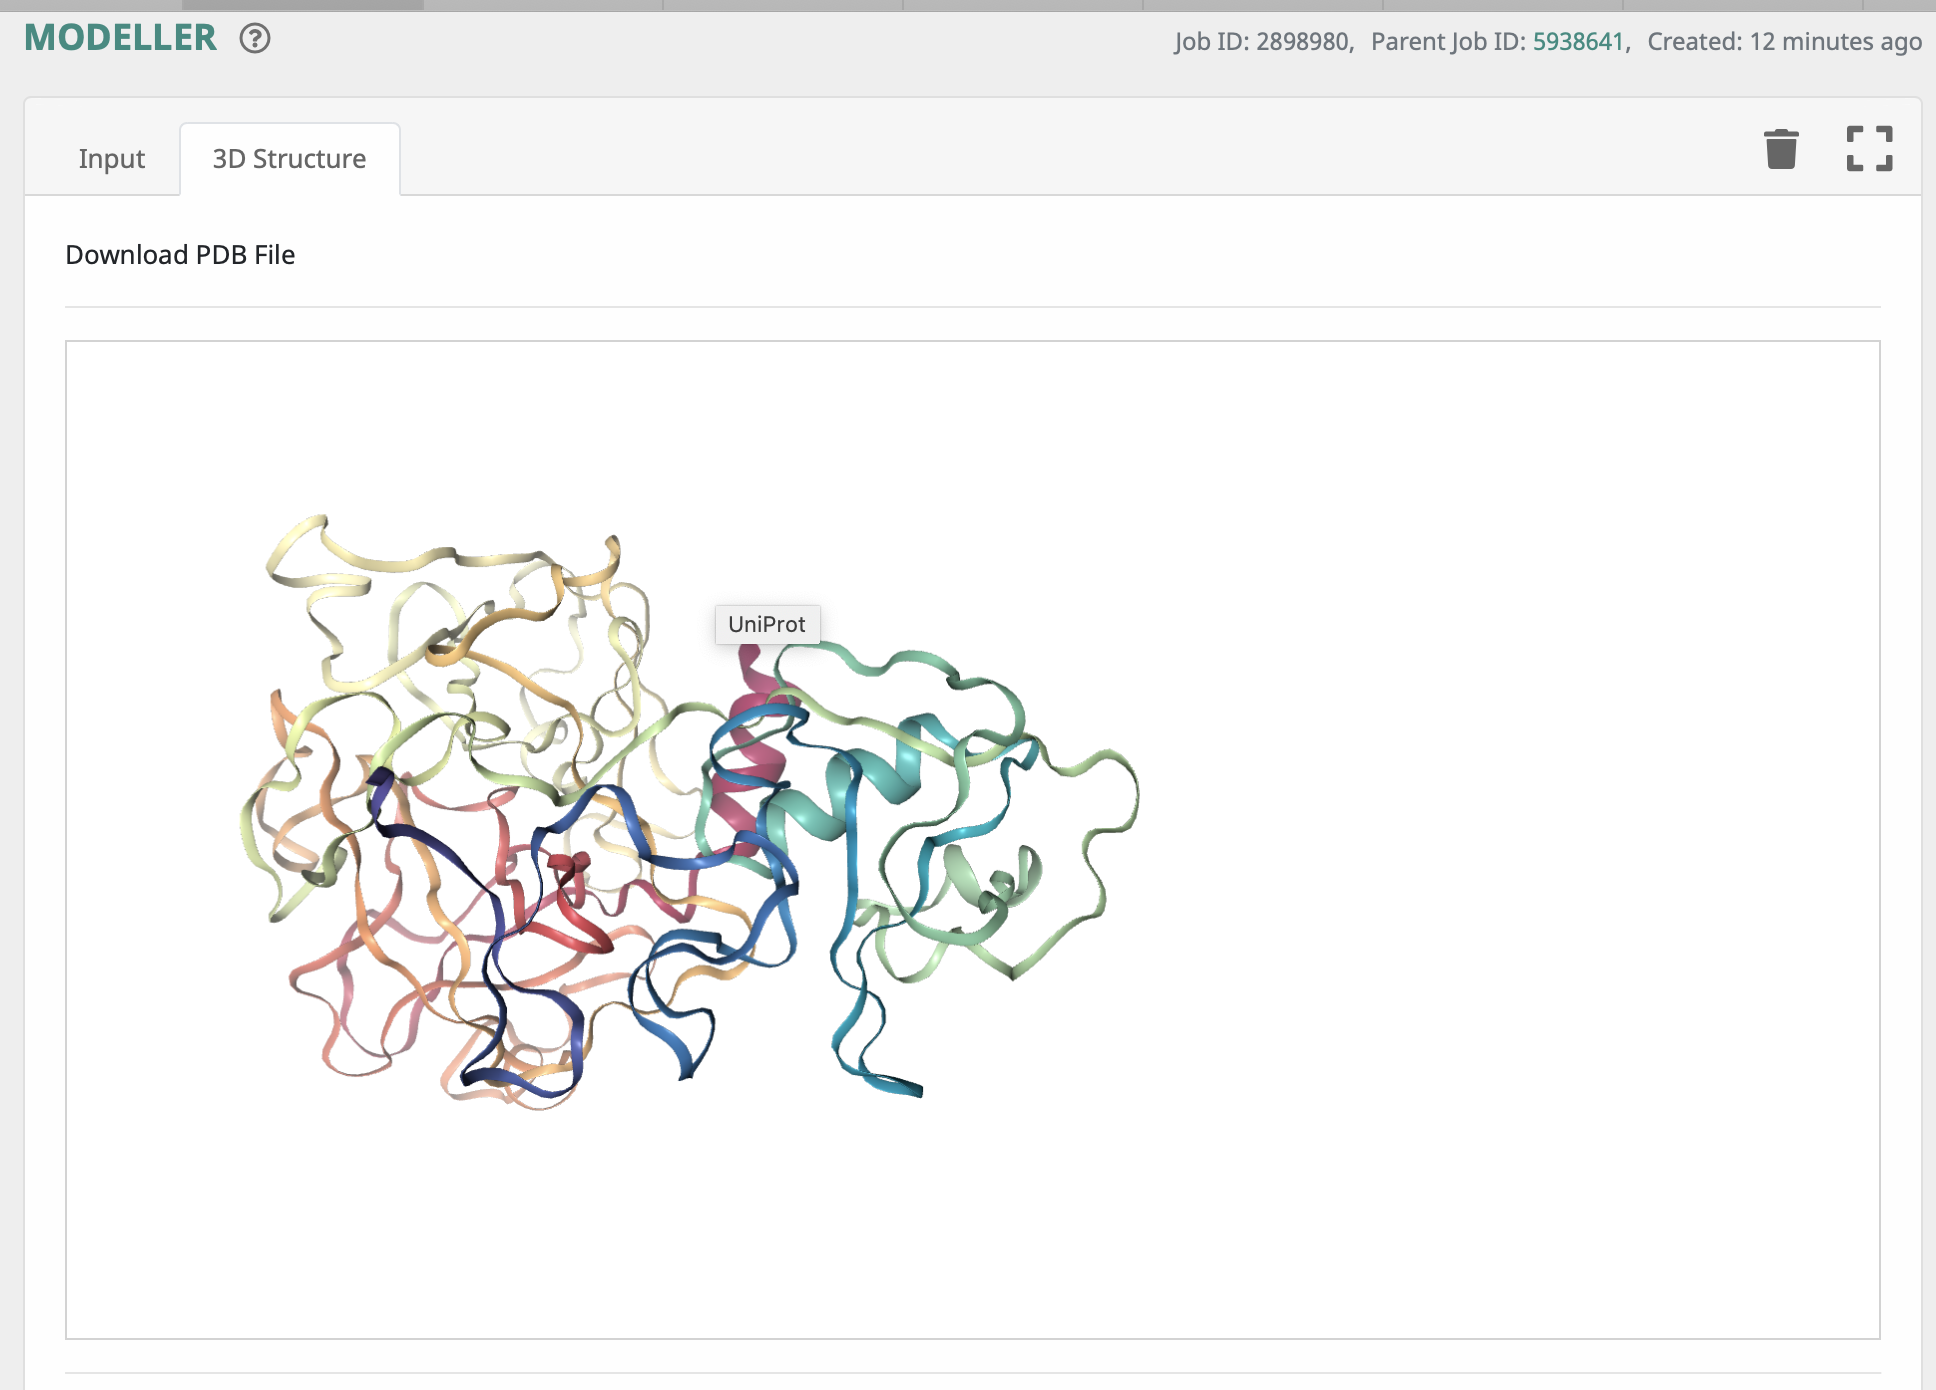 MODELLER ?
Job ID: 2898980, Parent Job ID: 5938641, Created: 12 minutes ago
Input
3D Structure
Download PDB File
UniProt